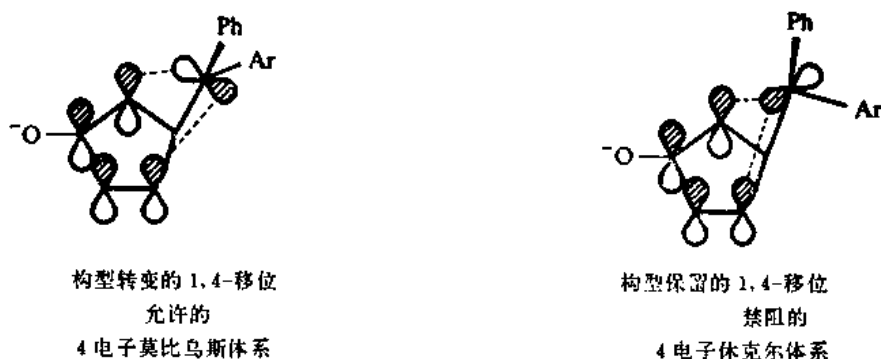 Ph
Ar
⁻O
构型转变的 1,4-移位
允许的
4 电子莫比乌斯体系
Ph
Ar
⁻O
构型保留的 1,4-移位
禁阻的
4 电子休克尔体系